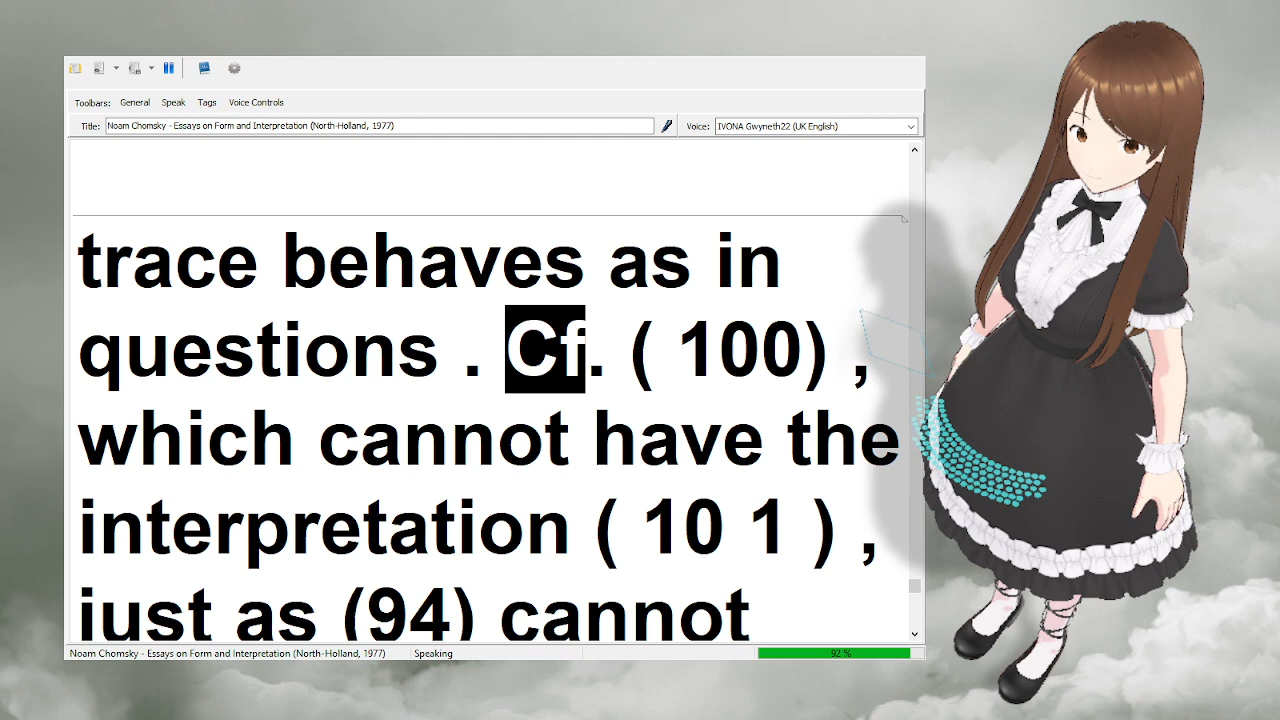 Toolbars: General Speak Tags Voice Controls
Title: Noam Chomsky - Essays on Form and Interpretation (North-Holland, 1977) Voice: IVONA Gwyneth22 (UK English)
trace behaves as in
questions . Cf. ( 100) ,
which cannot have the
interpretation ( 10 1 ) ,
just as (94) cannot
Noam Chomsky - Essays on Form and Interpretation (North-Holland, 1977) Speaking 92 %